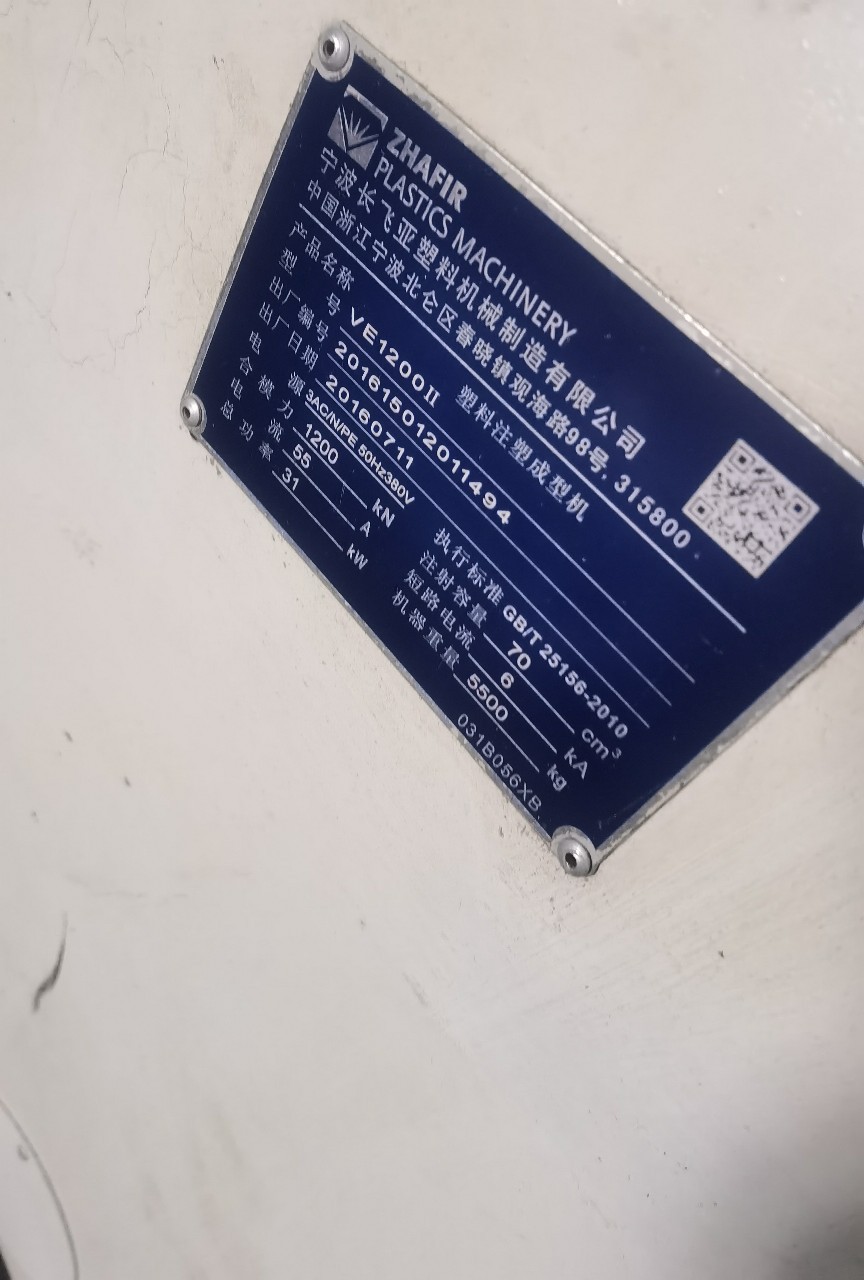 ZHAFIR
PLASTICS MACHINERY
宁波长飞亚塑料机械制造有限公司
中国浙江宁波北仑区春晓镇观海路98号, 315800
产品名称 塑料注塑成型机
型 号 VE1200II
出厂编号 201615012011494
出厂日期 20160711
电 源 3AC/N/PE 50Hz380V 执行标准 GB/T 25156-2010
合模力 1200 kN 注射容量 70 cm³
电 流 55 A 短路电流 6 kA
总功率 31 kW 机器重量 5500 kg
031B056XB